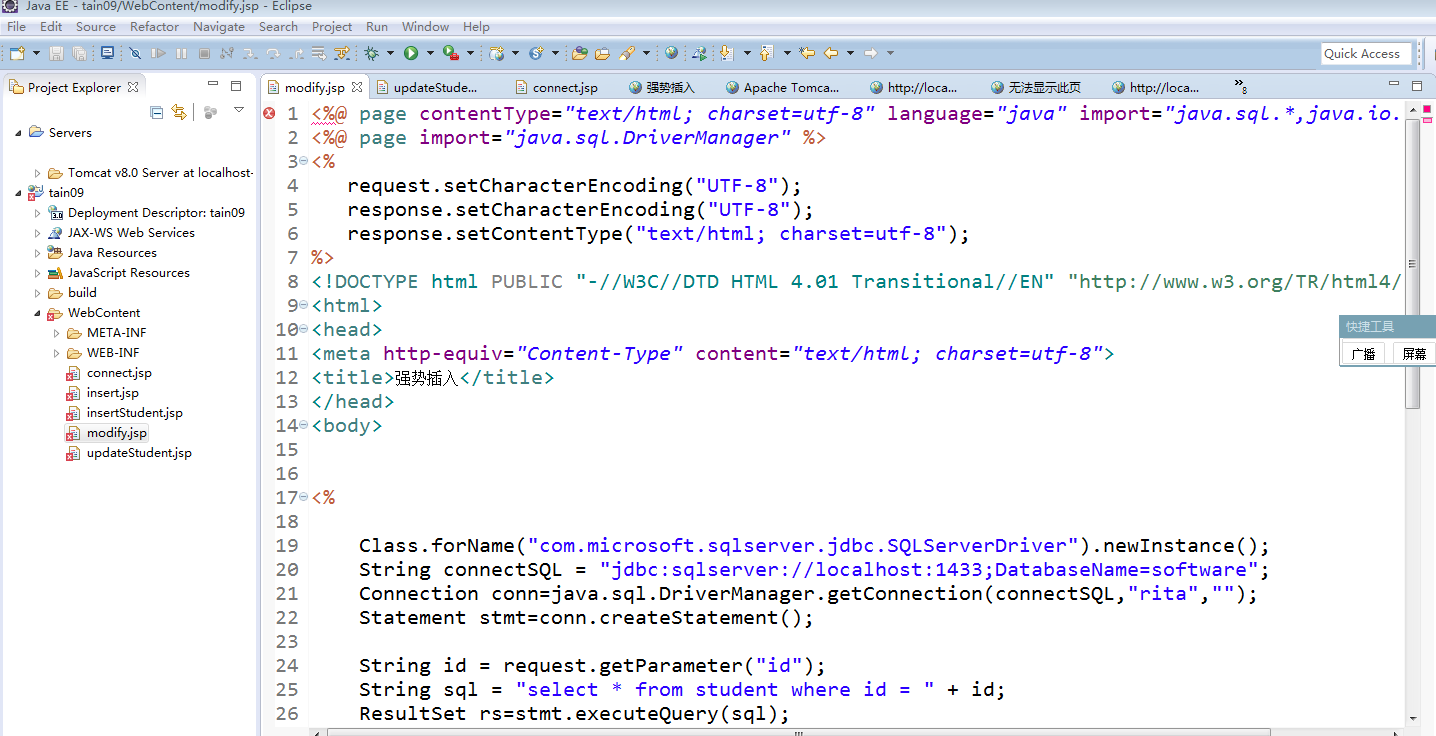 Java EE - tain09/WebContent/modify.jsp - Eclipse
File Edit Source Refactor Navigate Search Project Run Window Help
Quick Access
Project Explorer
modify.jsp
updateStude...
connect.jsp
强势插入
Apache Tomca...
http://loca...
无法显示此页
http://loca...
»8
Servers
Tomcat v8.0 Server at localhost-
tain09
Deployment Descriptor: tain09
JAX-WS Web Services
Java Resources
JavaScript Resources
build
WebContent
META-INF
WEB-INF
connect.jsp
insert.jsp
insertStudent.jsp
modify.jsp
updateStudent.jsp
1 <%@ page contentType="text/html; charset=utf-8" language="java" import="java.sql.*,java.io.
2 <%@ page import="java.sql.DriverManager" %>
3 <%
4 request.setCharacterEncoding("UTF-8");
5 response.setCharacterEncoding("UTF-8");
6 response.setContentType("text/html; charset=utf-8");
7 %>
8 <!DOCTYPE html PUBLIC "-//W3C//DTD HTML 4.01 Transitional//EN" "http://www.w3.org/TR/html4/
9 <html>
10 <head>
11 <meta http-equiv="Content-Type" content="text/html; charset=utf-8">
12 <title>强势插入</title>
13 </head>
14 <body>
15
16
17 <%
18
19 Class.forName("com.microsoft.sqlserver.jdbc.SQLServerDriver").newInstance();
20 String connectSQL = "jdbc:sqlserver://localhost:1433;DatabaseName=software";
21 Connection conn=java.sql.DriverManager.getConnection(connectSQL,"rita","");
22 Statement stmt=conn.createStatement();
23
24 String id = request.getParameter("id");
25 String sql = "select * from student where id = " + id;
26 ResultSet rs=stmt.executeQuery(sql);
快捷工具
广播 屏幕